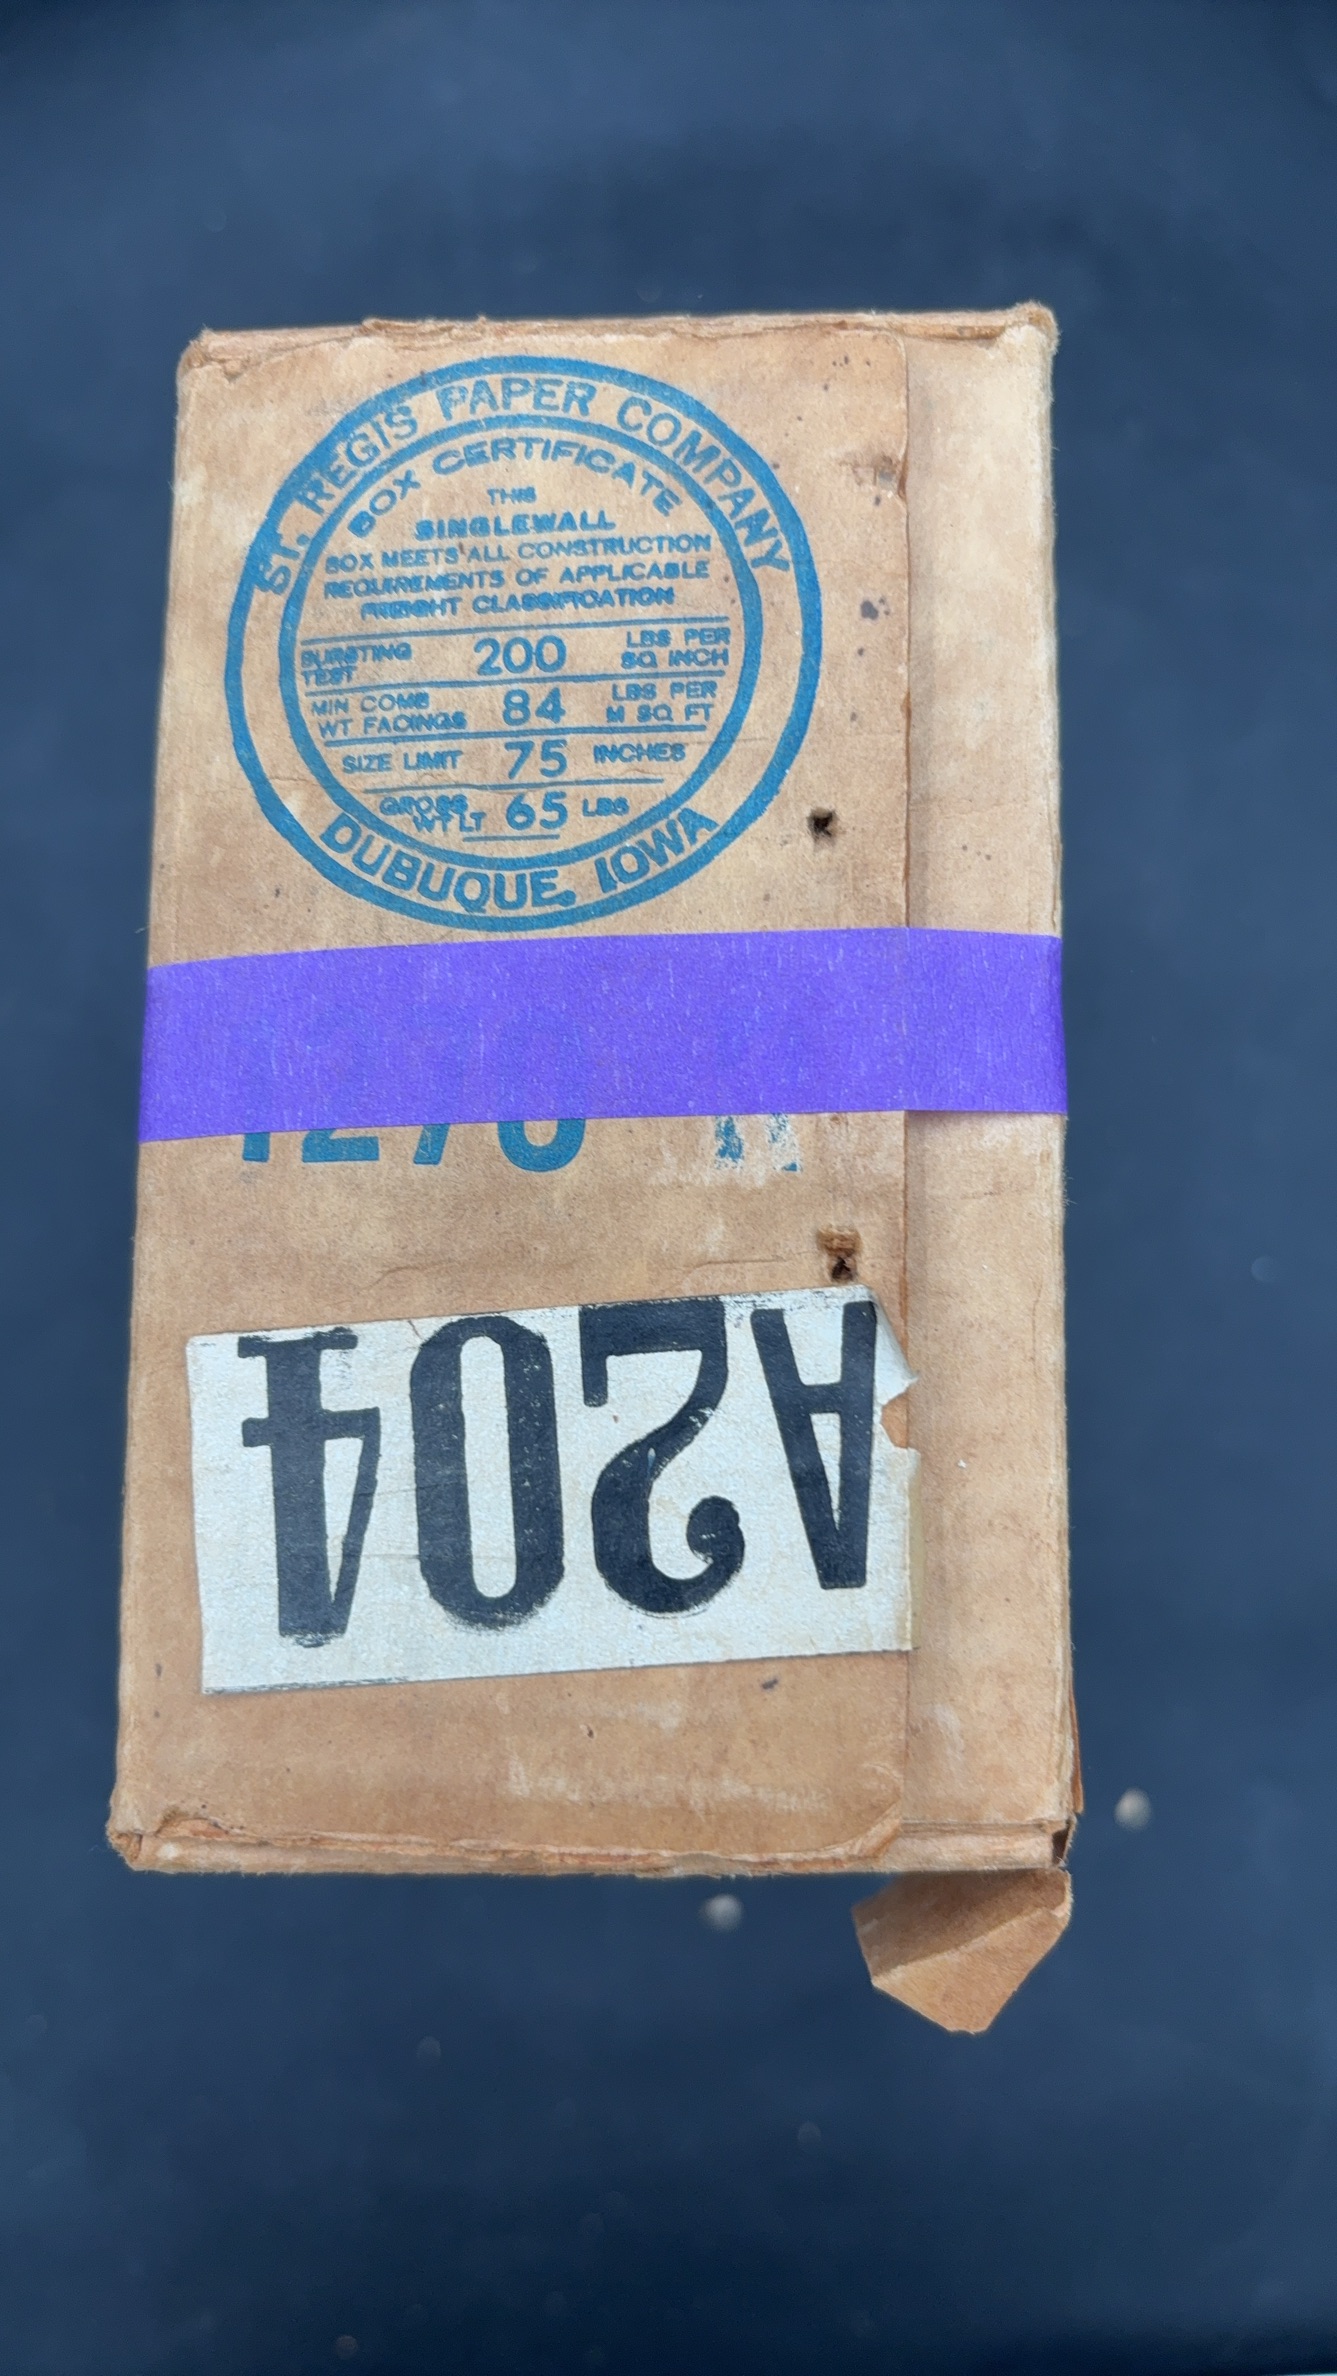 ST. REGIS PAPER COMPANY
BOX CERTIFICATE
THIS
SINGLEWALL
BOX MEETS ALL CONSTRUCTION
REQUIREMENTS OF APPLICABLE
FREIGHT CLASSIFICATION
BURSTING TEST 200 LBS PER SQ INCH
MIN COMB WT FACINGS 84 LBS PER M SQ FT
SIZE LIMIT 75 INCHES
GROSS WT LT 65 LBS
DUBUQUE, IOWA
A204